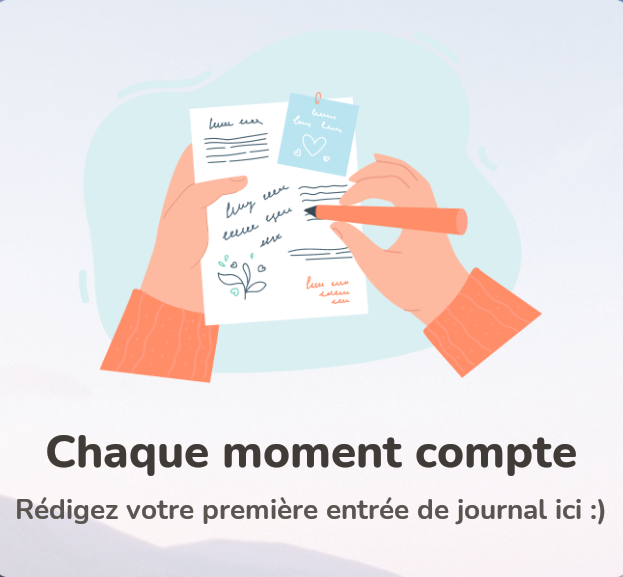 Chaque moment compte
Rédigez votre première entrée de journal ici :)